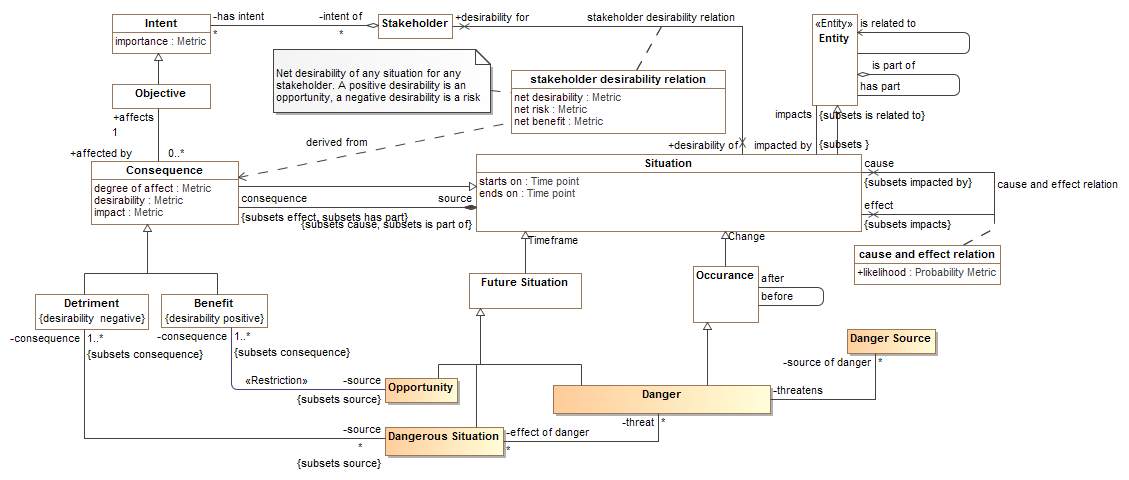 Intent
importance : Metric
-has intent
*
-intent of
*
Stakeholder
+desirability for
stakeholder desirability relation
«Entity»
Entity
is related to
is part of
has part
Net desirability of any situation for any
stakeholder. A positive desirability is an
opportunity, a negative desirability is a risk
stakeholder desirability relation
net desirability : Metric
net risk : Metric
net benefit : Metric
Objective
+affects
1
derived from
impacts
{subsets is related to}
+desirability of
impacted by
{subsets }
+affected by
0..*
Consequence
degree of affect : Metric
desirability : Metric
impact : Metric
Situation
starts on : Time point
ends on : Time point
cause
{subsets impacted by}
cause and effect relation
effect
{subsets impacts}
consequence
{subsets effect, subsets has part}
source
{subsets cause, subsets is part of}
Timeframe
Change
cause and effect relation
+likelihood : Probability Metric
Future Situation
Occurance
after
before
Detriment
{desirability negative}
Benefit
{desirability positive}
-consequence
1..*
{subsets consequence}
-consequence
1..*
{subsets consequence}
Danger Source
-source of danger
*
«Restriction»
-source
{subsets source}
Opportunity
Danger
-threatens
-threat
*
-source
*
{subsets source}
Dangerous Situation
-effect of danger
*